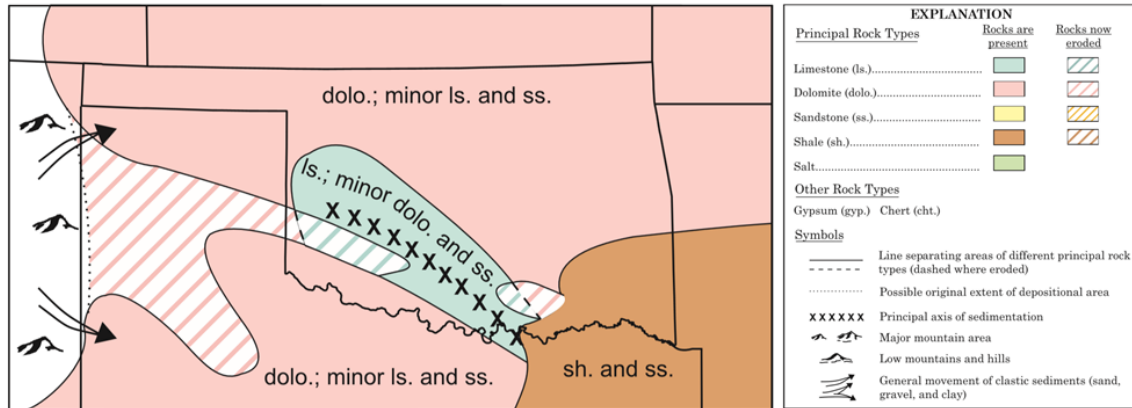 dolo.; minor ls. and ss.
ls.; minor dolo. and ss.
X X X X X X X X X X X X
dolo.; minor ls. and ss.
sh. and ss.
EXPLANATION
Principal Rock Types Rocks are present Rocks now eroded
Limestone (ls.)
Dolomite (dolo.)
Sandstone (ss.)
Shale (sh.)
Salt
Other Rock Types
Gypsum (gyp.) Chert (cht.)
Symbols
Line separating areas of different principal rock
types (dashed where eroded)
Possible original extent of depositional area
X X X X X X Principal axis of sedimentation
Major mountain area
Low mountains and hills
General movement of clastic sediments (sand,
gravel, and clay)